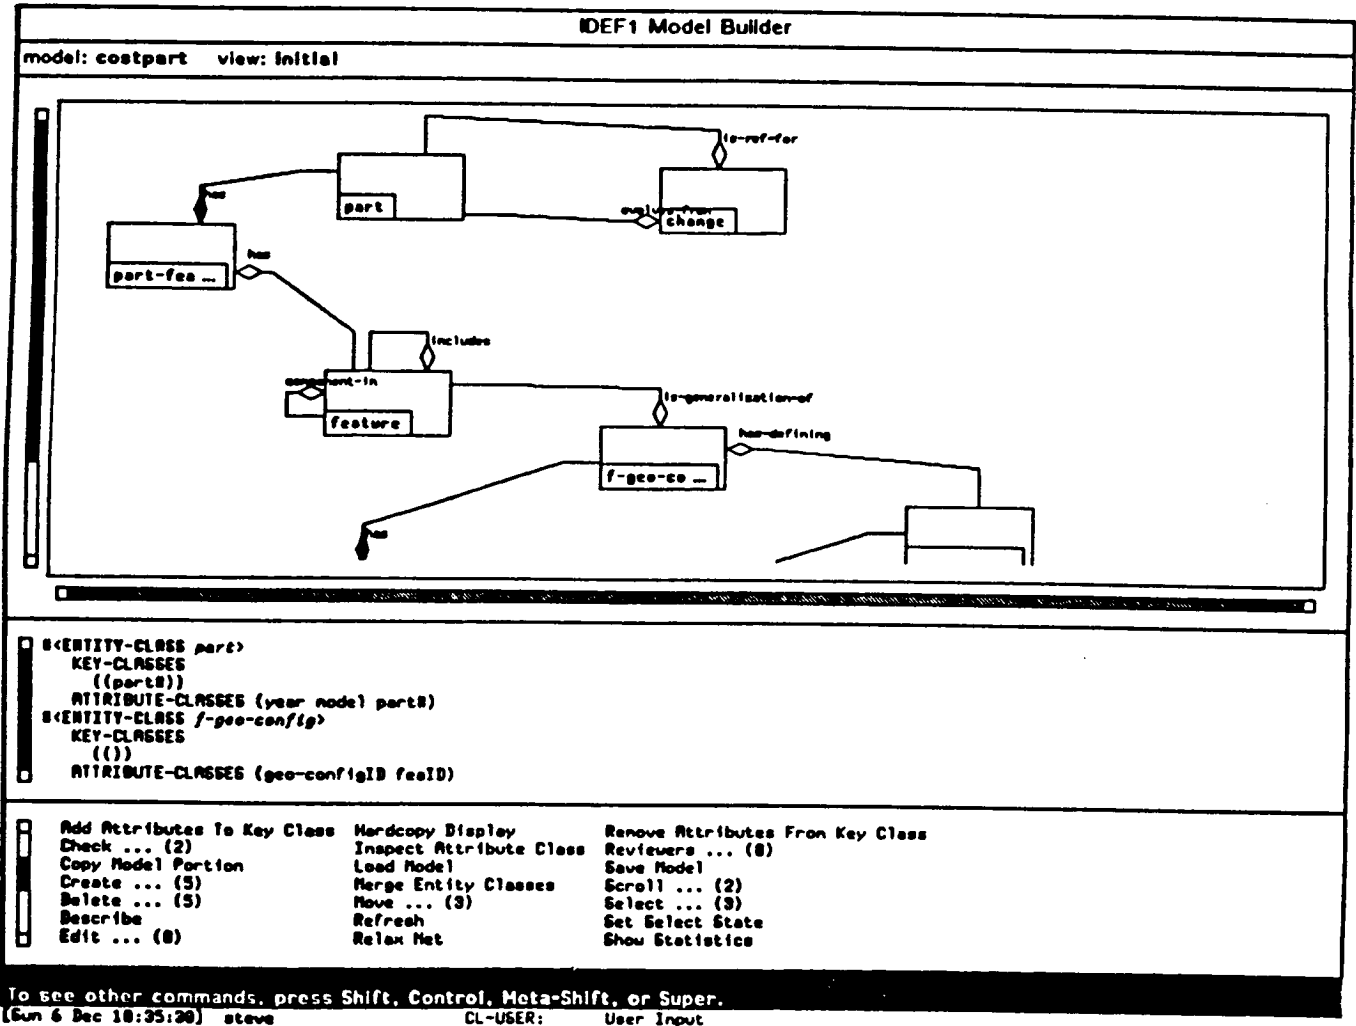 IDEF1 Model Builder
model: costpart view: initial
is-ref-for
has
part
evolves-from
change
has
part-fea ...
includes
component-in
is-generalisation-of
feature
has-defining
f-geo-co ...
has
#<ENTITY-CLASS part>
KEY-CLASSES
((part#))
ATTRIBUTE-CLASSES (year model part#)
#<ENTITY-CLASS f-geo-config>
KEY-CLASSES
(())
ATTRIBUTE-CLASSES (geo-configID feaID)
Add Attributes To Key Class Hardcopy Display Remove Attributes From Key Class
Check ... (2) Inspect Attribute Class Reviewers ... (8)
Copy Model Portion Load Model Save Model
Create ... (5) Merge Entity Classes Scroll ... (2)
Delete ... (5) Move ... (3) Select ... (3)
Describe Refresh Set Select State
Edit ... (8) Relax Net Show Statistics
To see other commands, press Shift, Control, Meta-Shift, or Super.
[Sun 6 Dec 10:35:20] steve CL-USER: User Input